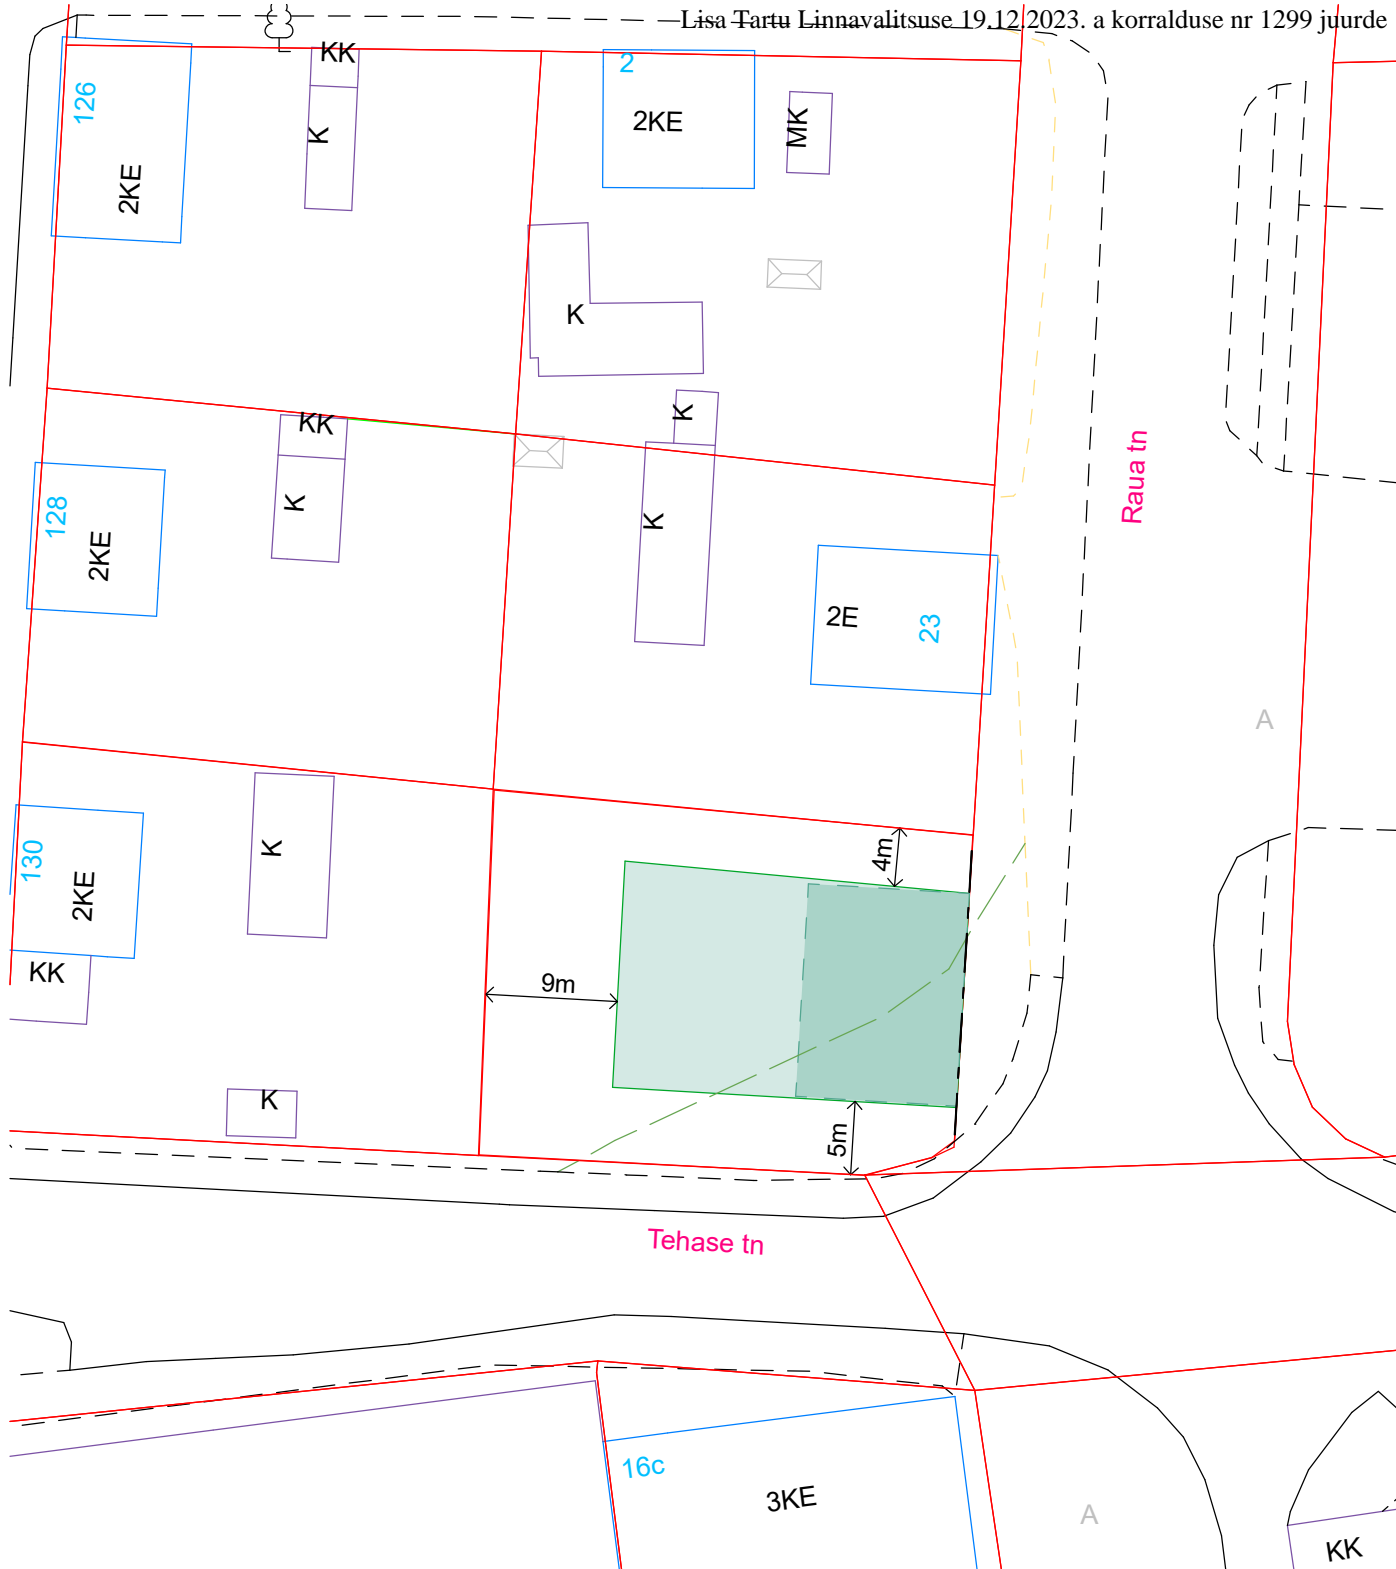 Lisa Tartu Linnavalitsuse 19.12.2023. a korralduse nr 1299 juurde
126
2KE
KK
K
2
2KE
MK
K
K
KK
K
128
2KE
K
2E
23
Raua tn
A
130
2KE
KK
K
K
4m
9m
5m
Tehase tn
16c
3KE
A
KK